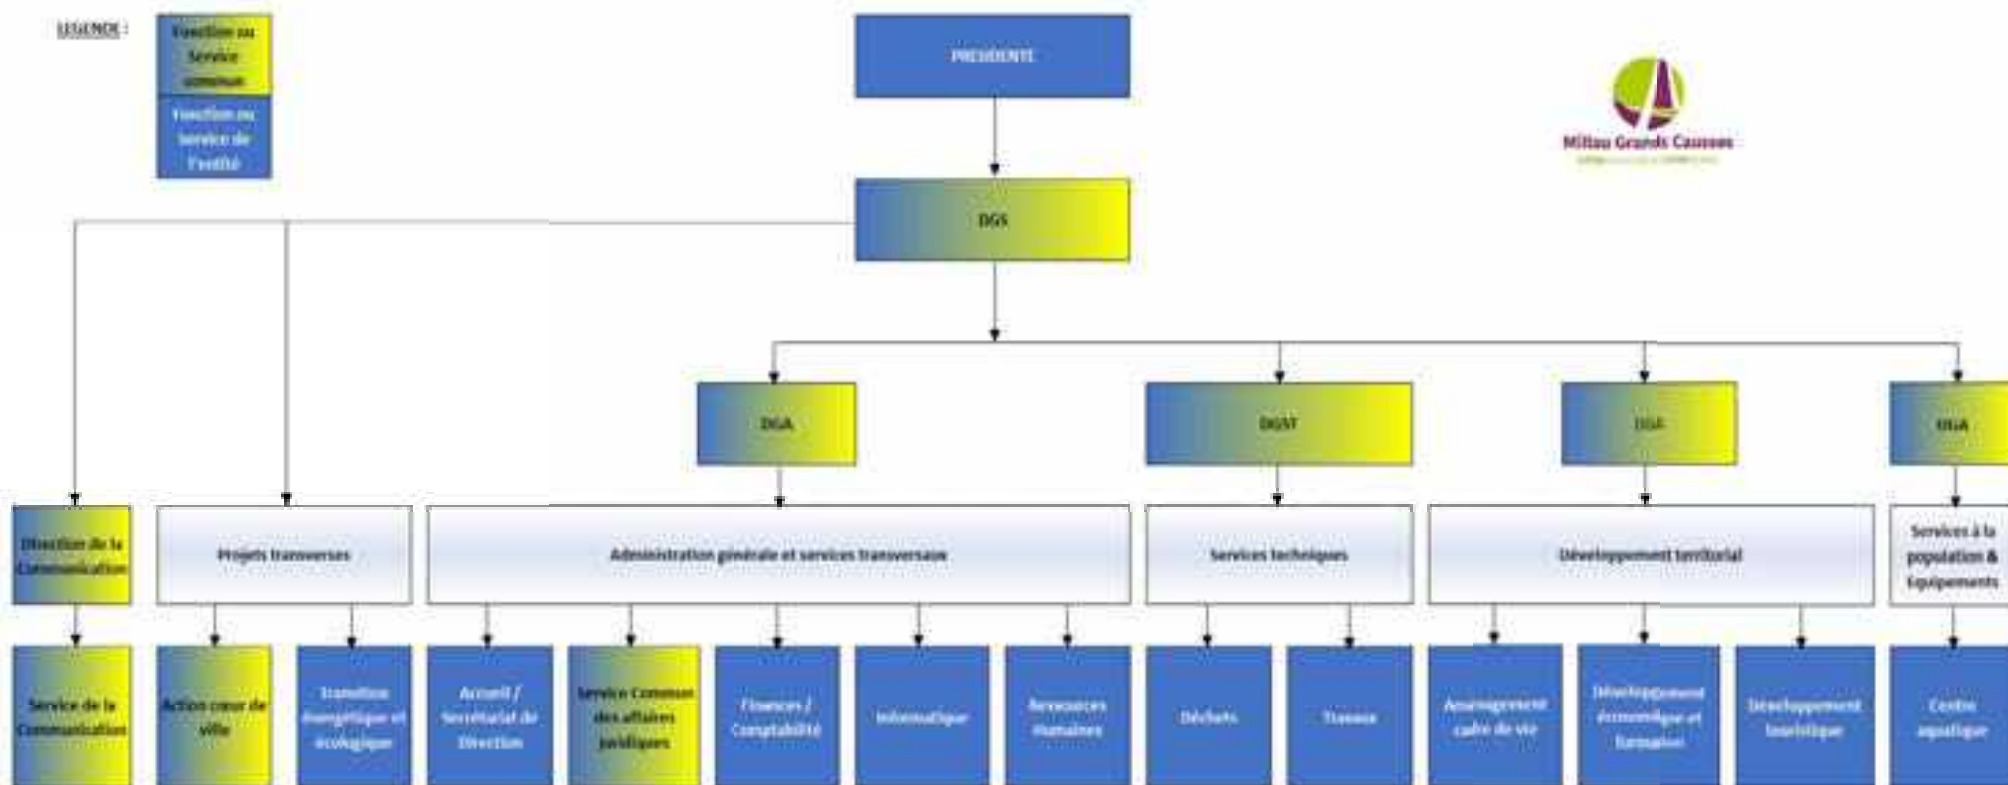 LEGENDE :
Fonction ou
Service
commun
Fonction ou
service de
l'entité
PRESIDENTE
Millau Grands Causses
DGS
DGA
DGST
DGA
DGA
Direction de la
Communication
Projets transverses
Administration générale et services transversaux
Services techniques
Développement territorial
Services à la
population &
Equipements
Service de la
Communication
Action cœur de
ville
Transition
énergétique et
écologique
Accueil /
Secrétariat de
Direction
Service Commun
des affaires
juridiques
Finances /
Comptabilité
Informatique
Ressources
Humaines
Déchets
Travaux
Aménagement
cadre de vie
Développement
économique et
formation
Développement
touristique
Centre
aquatique